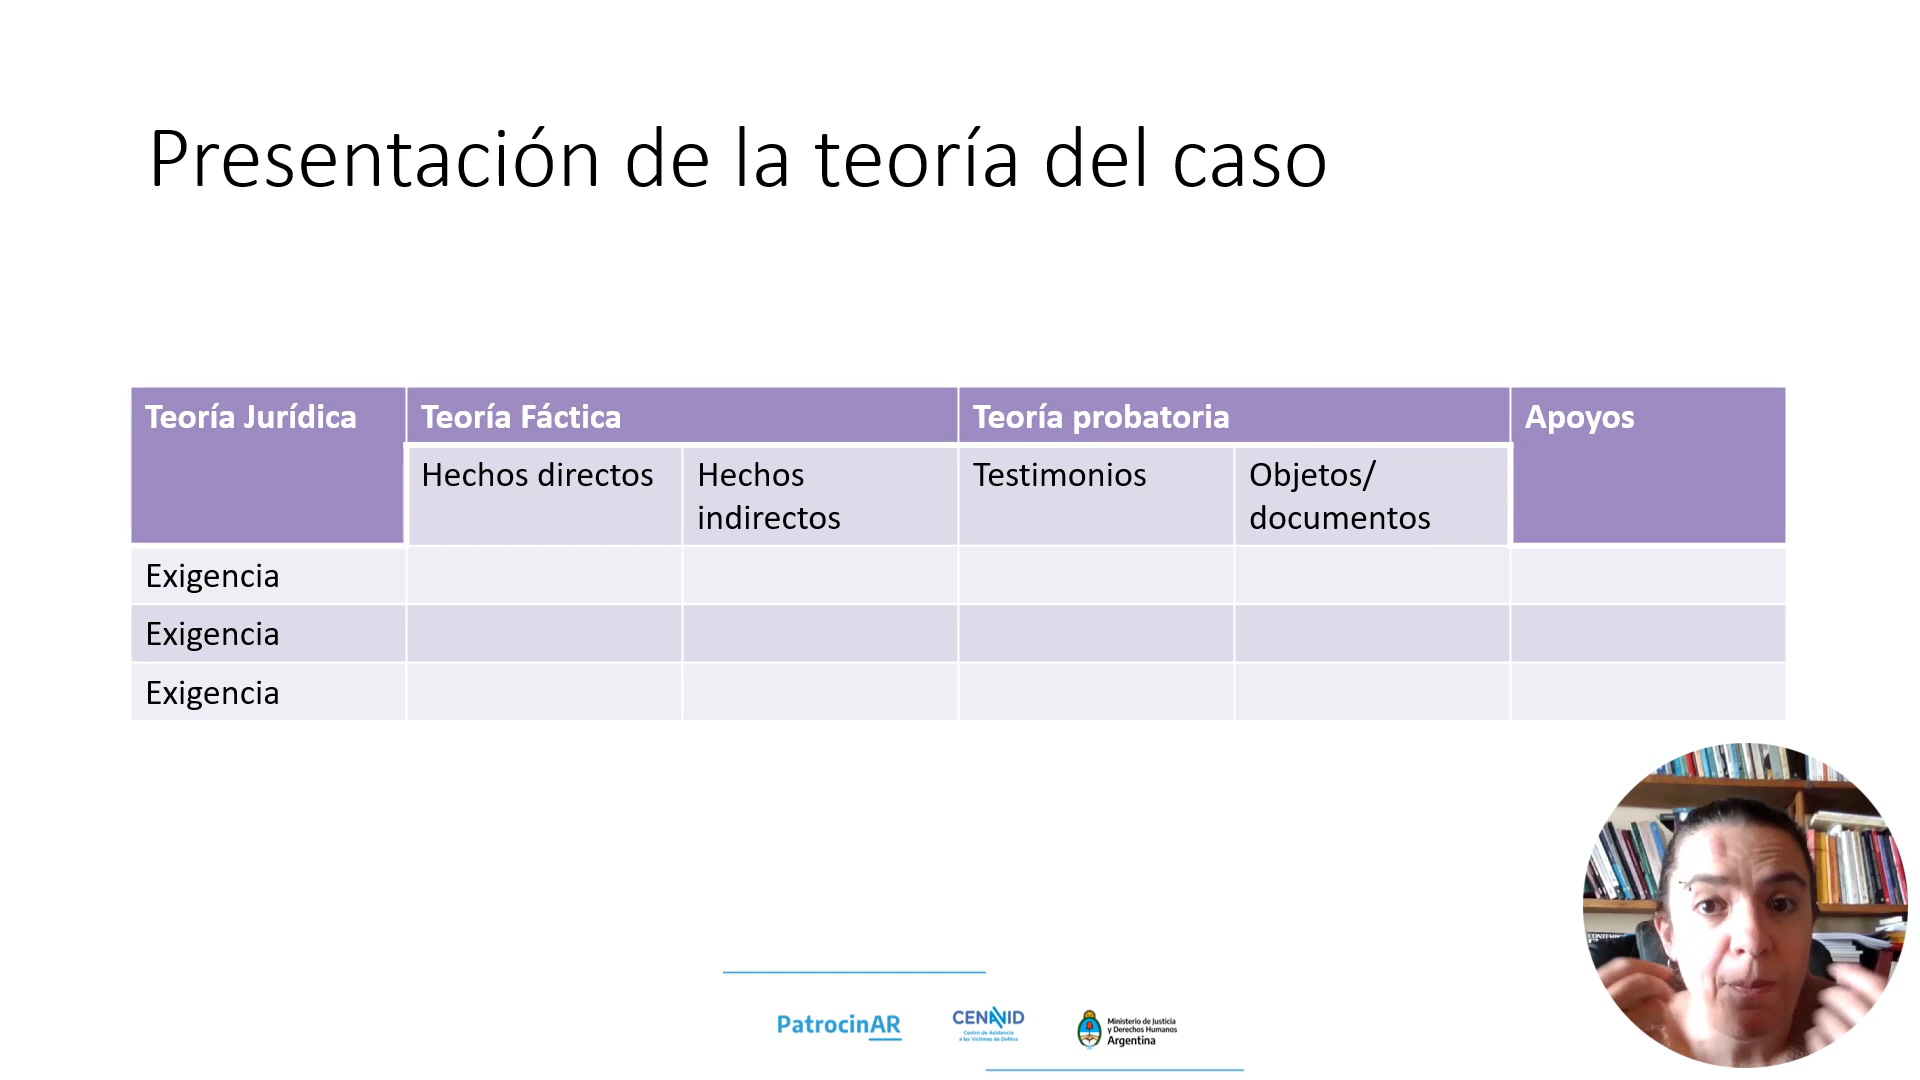 Presentación de la teoría del caso
Teoría Jurídica
Teoría Fáctica
Teoría probatoria
Apoyos
Hechos directos
Hechos
indirectos
Testimonios
Objetos/
documentos
Exigencia
Exigencia
Exigencia
PatrocinAR
CENAVID
Centro de Asistencia
a las Víctimas de Delitos
Ministerio de Justicia
y Derechos Humanos
Argentina